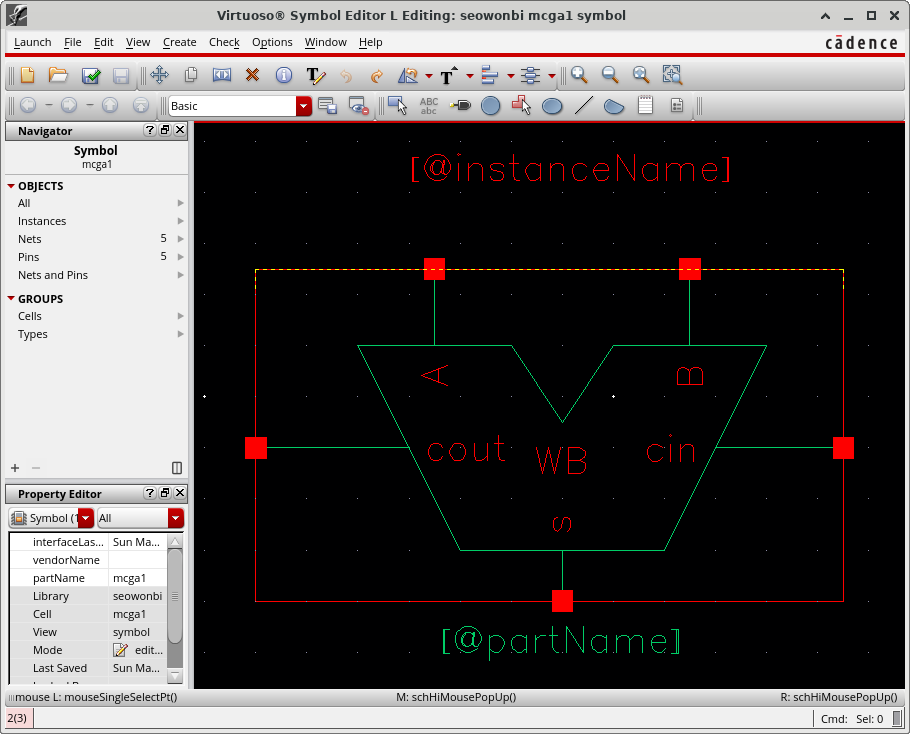 Virtuoso® Symbol Editor L Editing: seowonbi mcga1 symbol
Launch File Edit View Create Check Options Window Help
cādence
Basic
ABC
abc
Navigator
Symbol
mcga1
OBJECTS
All
Instances
Nets 5
Pins 5
Nets and Pins
GROUPS
Cells
Types
Property Editor
Symbol (1 All
interfaceLas... Sun Ma...
vendorName
partName mcga1
Library seowonbi
Cell mcga1
View symbol
Mode edit...
Last Saved Sun Ma...
[@instanceName]
A B
cout WB cin
S
[@partName]
mouse L: mouseSingleSelectPt() M: schHiMousePopUp() R: schHiMousePopUp()
2(3) Cmd: Sel: 0